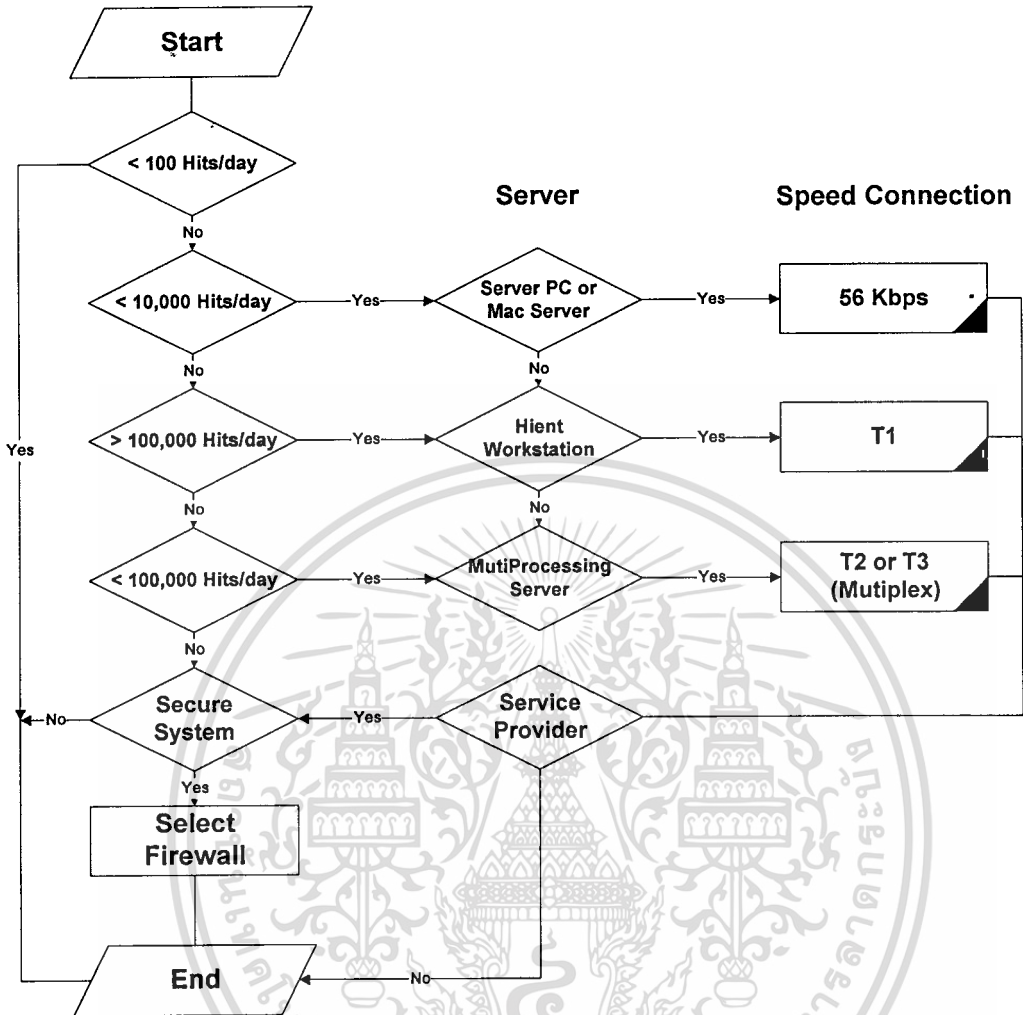 Start
< 100 Hits/day
Server
Speed Connection
No
< 10,000 Hits/day
Yes
Server PC or
Mac Server
Yes
56 Kbps
No
No
Yes
> 100,000 Hits/day
Yes
Hient
Workstation
Yes
T1
No
No
< 100,000 Hits/day
Yes
MutiProcessing
Server
Yes
T2 or T3
(Mutiplex)
No
No
Secure
System
Yes
Service
Provider
Yes
Select
Firewall
End
No